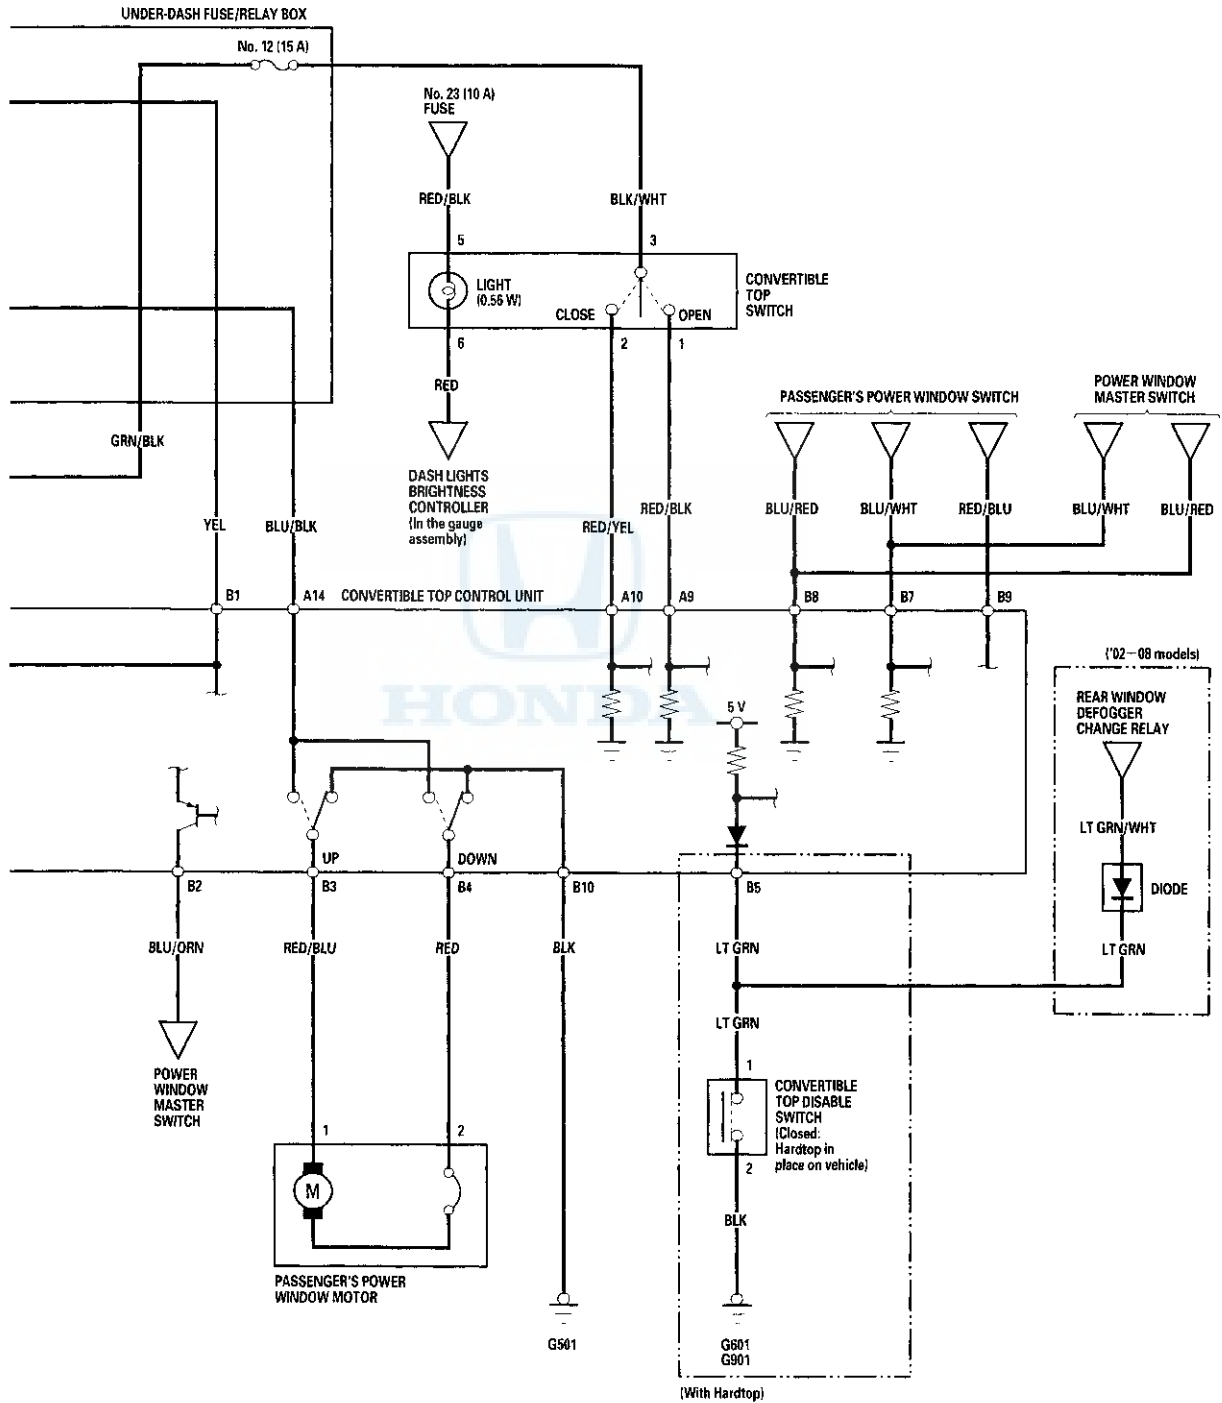 UNDER-DASH FUSE/RELAY BOX
No. 12 (15 A)
No. 23 (10 A)
FUSE
RED/BLK
BLK/WHT
5
3
LIGHT
(0.56 W)
CLOSE
OPEN
CONVERTIBLE
TOP
SWITCH
6
2
1
RED
GRN/BLK
DASH LIGHTS
BRIGHTNESS
CONTROLLER
(In the gauge
assembly)
PASSENGER'S POWER WINDOW SWITCH
POWER WINDOW
MASTER SWITCH
YEL
BLU/BLK
RED/YEL
RED/BLK
BLU/RED
BLU/WHT
RED/BLU
BLU/WHT
BLU/RED
B1
A14
CONVERTIBLE TOP CONTROL UNIT
A10
A9
B8
B7
B9
HONDA
5 V
('02-08 models)
REAR WINDOW
DEFOGGER
CHANGE RELAY
LT GRN/WHT
DIODE
LT GRN
UP
DOWN
B2
B3
B4
B10
B5
BLU/ORN
RED/BLU
RED
BLK
LT GRN
LT GRN
POWER
WINDOW
MASTER
SWITCH
1
CONVERTIBLE
TOP DISABLE
SWITCH
(Closed:
Hardtop in
place on vehicle)
2
1
2
M
BLK
PASSENGER'S POWER
WINDOW MOTOR
G501
G601
G901
(With Hardtop)